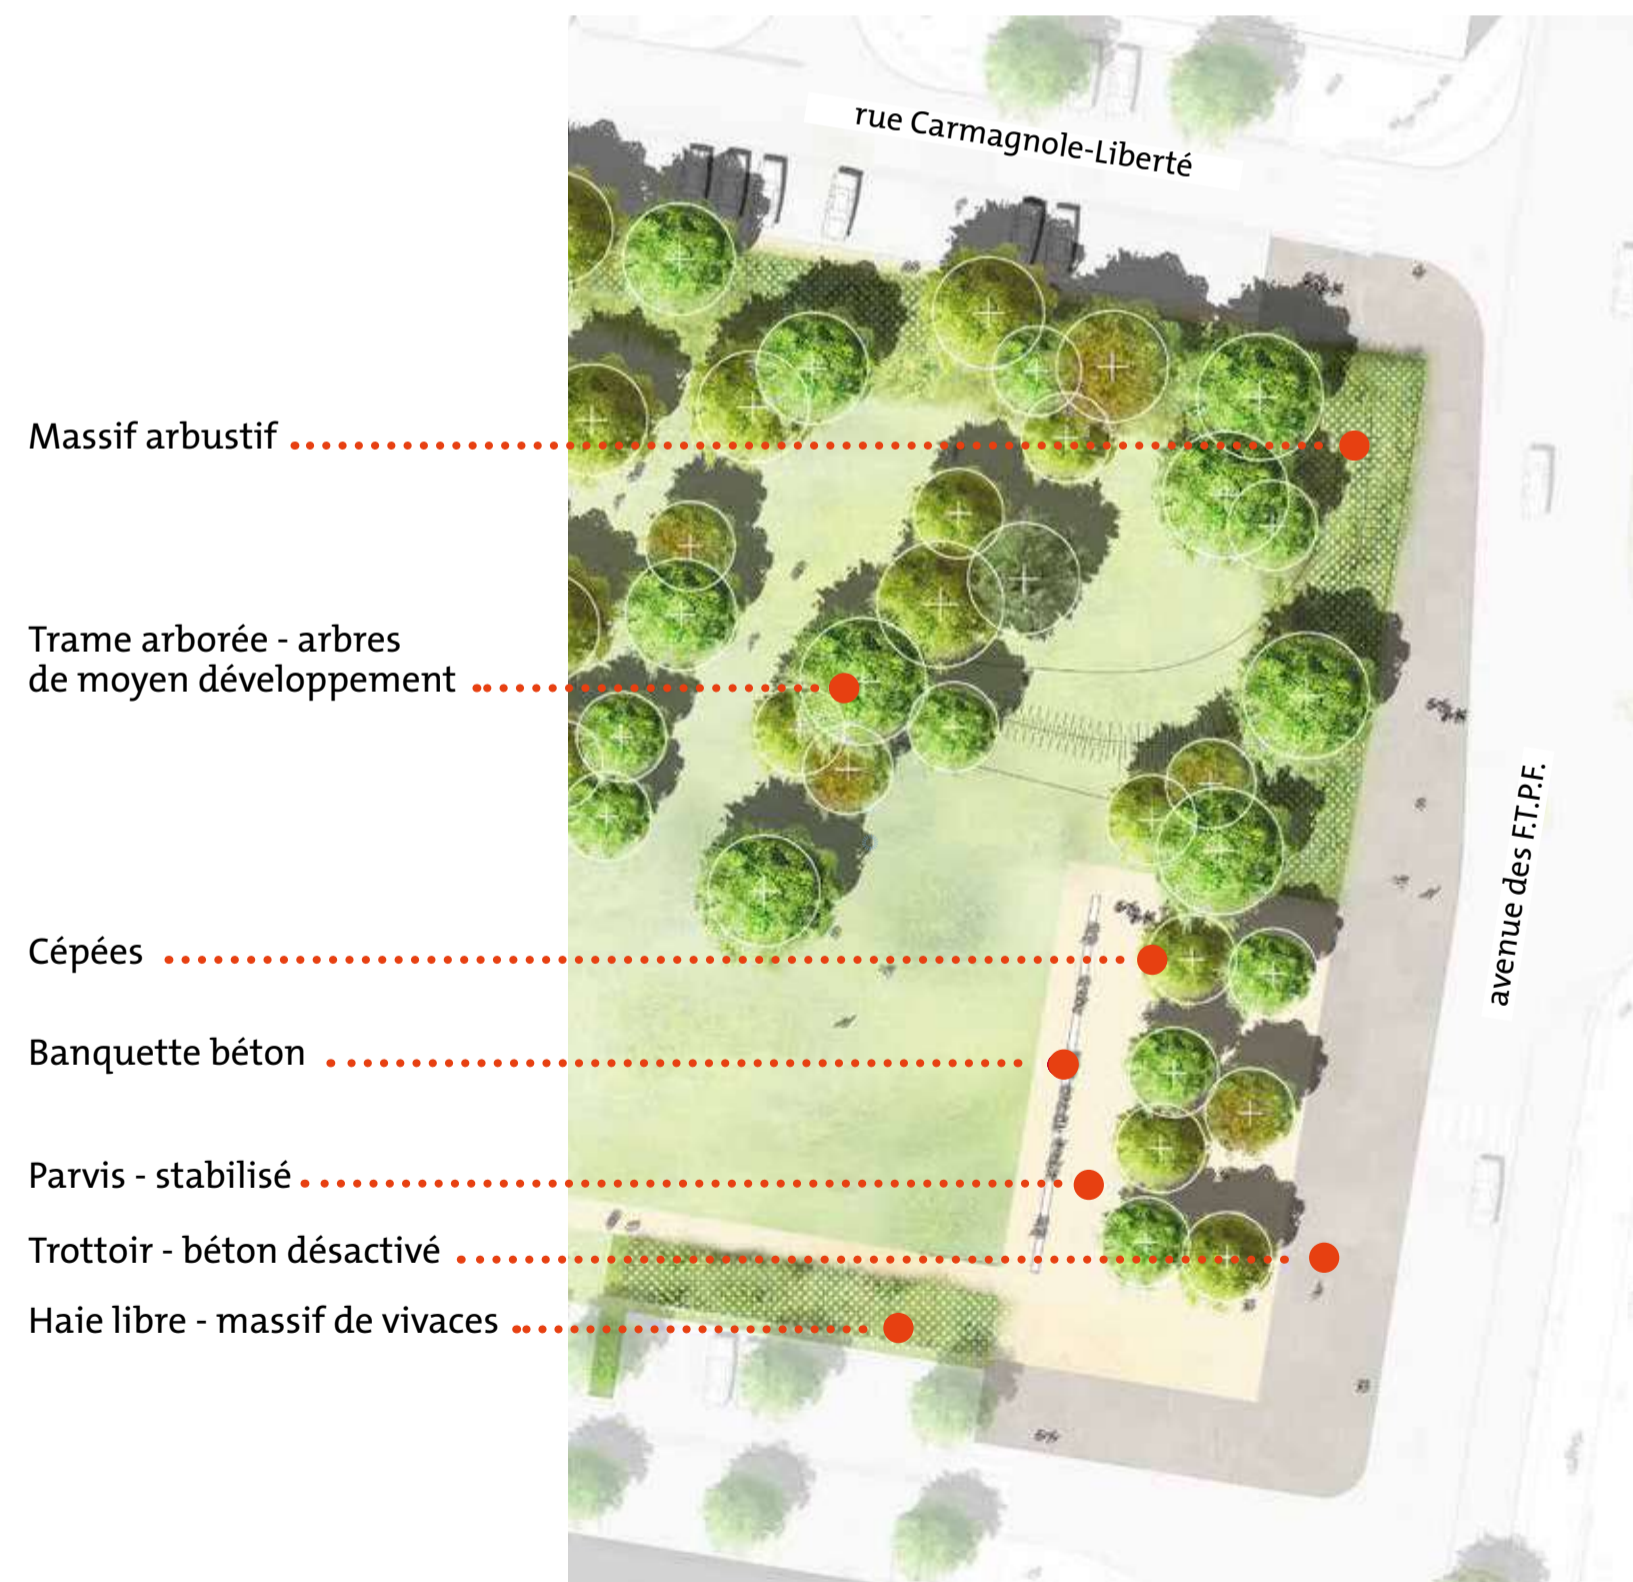 rue Carmagnole-Liberté
Massif arbustif
Trame arborée - arbres
de moyen développement
avenue des F.T.P.F.
Cépées
Banquette béton
Parvis - stabilisé
Trottoir - béton désactivé
Haie libre - massif de vivaces